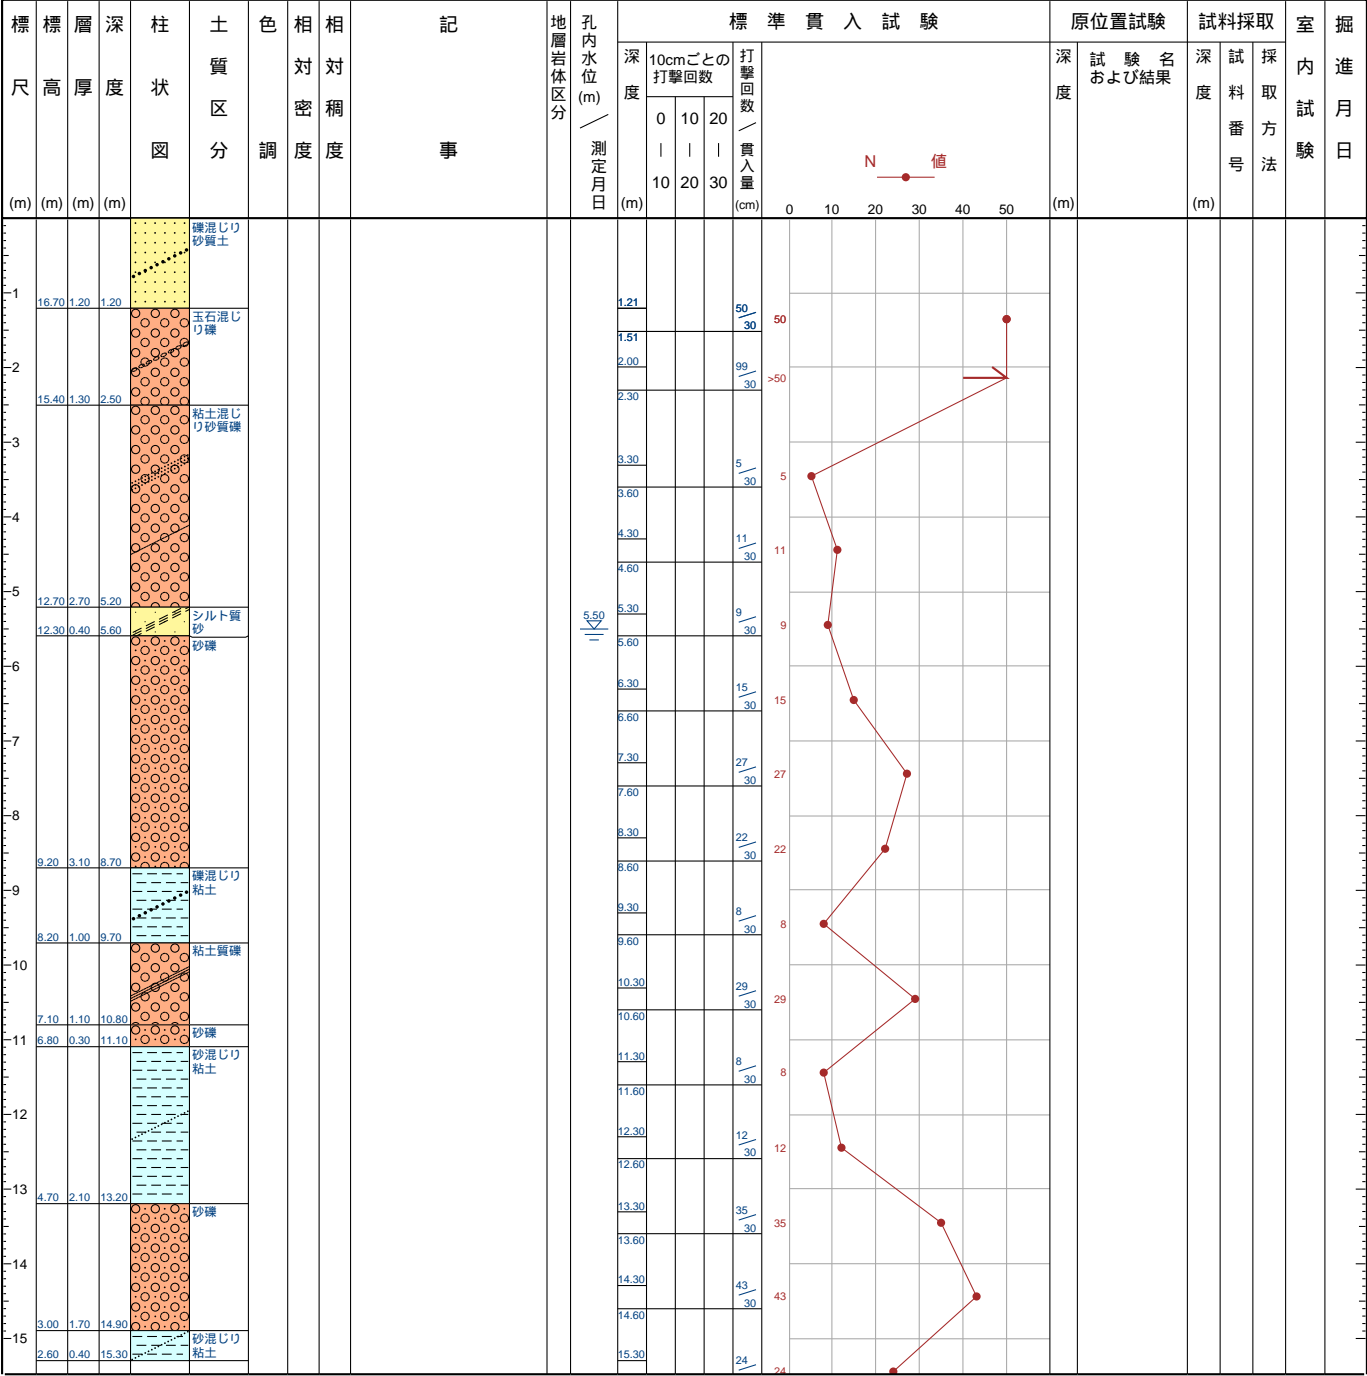 標尺(m)
標高(m)
層厚(m)
深度(m)
柱状図
土質区分
色調
相対密度
相対稠度
記事
地層岩体区分
孔内水位(m)／測定月日
標準貫入試験
深度(m)
10cmごとの
打撃回数
0｜10
10｜20
20｜30
打撃回数／貫入量(cm)
N 値
0 10 20 30 40 50
原位置試験
深度(m)
試験名
および結果
試料採取
深度(m)
試料番号
採取方法
室内試験
掘進月日
礫混じり
砂質土
1
16.70 1.20 1.20
1.21
50/30
50
玉石混じ
り礫
1.51
2
2.00
99/30
>50
15.40 1.30 2.50
2.30
粘土混じ
り砂質礫
3
3.30
5/30
5
3.60
4
4.30
11/30
11
4.60
5
12.70 2.70 5.20
シルト質
砂
5.50
5.30
9/30
9
12.30 0.40 5.60
5.60
砂礫
6
6.30
15/30
15
6.60
7
7.30
27/30
27
7.60
8
8.30
22/30
22
9.20 3.10 8.70
8.60
礫混じり
粘土
9
9.30
8/30
8
8.20 1.00 9.70
9.60
粘土質礫
10
10.30
29/30
29
7.10 1.10 10.80
10.60
砂礫
11
6.80 0.30 11.10
砂混じり
粘土
11.30
8/30
8
11.60
12
12.30
12/30
12
12.60
13
4.70 2.10 13.20
砂礫
13.30
35/30
35
13.60
14
14.30
43/30
43
14.60
3.00 1.70 14.90
15
砂混じり
粘土
2.60 0.40 15.30
15.30
24/
24